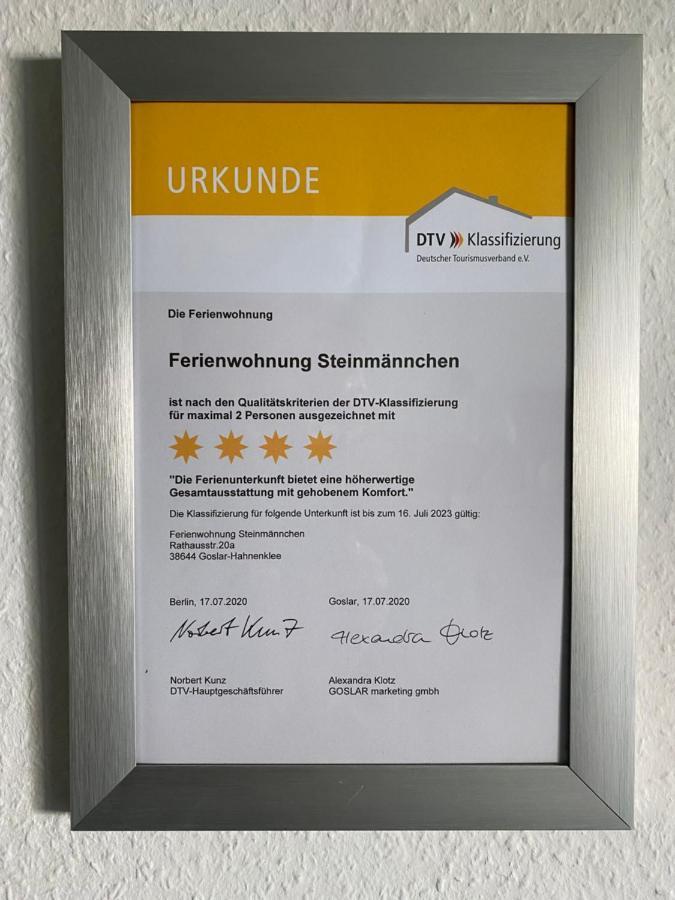 URKUNDE
DTV Klassifizierung
Deutscher Tourismusverband e.V.
Die Ferienwohnung
Ferienwohnung Steinmännchen
ist nach den Qualitätskriterien der DTV-Klassifizierung
für maximal 2 Personen ausgezeichnet mit
"Die Ferienunterkunft bietet eine höherwertige
Gesamtausstattung mit gehobenem Komfort."
Die Klassifizierung für folgende Unterkunft ist bis zum 16. Juli 2023 gültig:
Ferienwohnung Steinmännchen
Rathausstr.20a
38644 Goslar-Hahnenklee
Berlin, 17.07.2020 Goslar, 17.07.2020
Norbert Kunz Alexandra Klotz
Norbert Kunz Alexandra Klotz
DTV-Hauptgeschäftsführer GOSLAR marketing gmbh